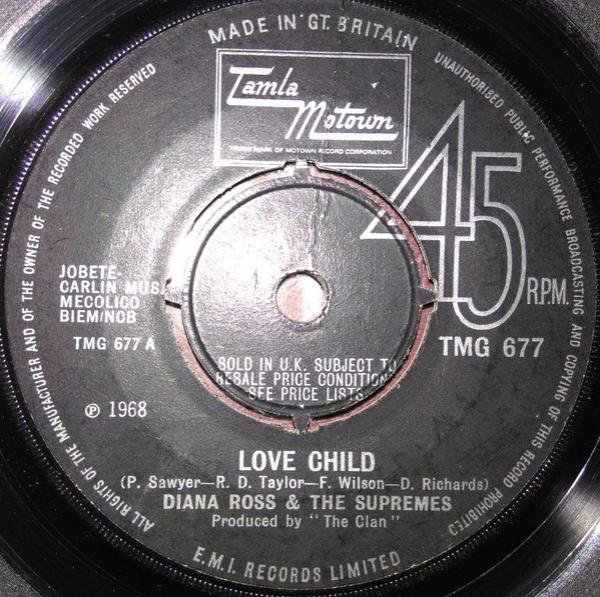 MADE IN GT. BRITAIN
UNAUTHORISED PUBLIC PERFORMANCE BROADCASTING AND COPYING OF THIS RECORD PROHIBITED
ALL RIGHTS OF THE MANUFACTURER AND OF THE OWNER OF THE RECORDED WORK RESERVED
Tamla
Motown
TRADE MARK OF MOTOWN RECORD CORPORATION
45
R.P.M.
JOBETE-
CARLIN MUS.
MECOLICO
BIEM/NCB
TMG 677 A
TMG 677
SOLD IN U.K. SUBJECT TO
RESALE PRICE CONDITION
SEE PRICE LISTS
℗ 1968
LOVE CHILD
(P. Sawyer—R. D. Taylor—F. Wilson—D. Richards)
DIANA ROSS & THE SUPREMES
Produced by "The Clan"
E.M.I. RECORDS LIMITED